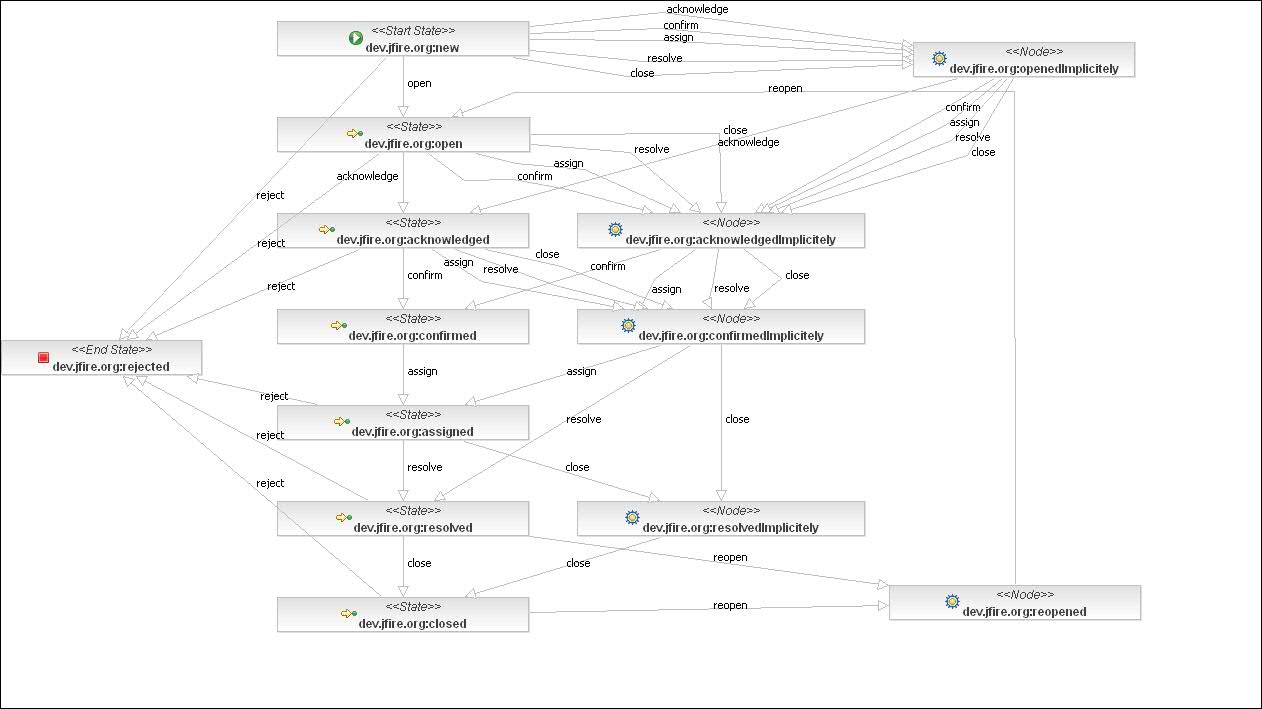 acknowledge
<<Start State>>
dev.jfire.org:new
confirm
assign
resolve
close
<<Node>>
dev.jfire.org:openedImplicitely
open
reopen
confirm
assign
resolve
close
<<State>>
dev.jfire.org:open
close
acknowledge
resolve
assign
confirm
acknowledge
reject
<<State>>
dev.jfire.org:acknowledged
<<Node>>
dev.jfire.org:acknowledgedImplicitely
reject
close
assign
resolve
confirm
confirm
close
reject
assign
resolve
<<State>>
dev.jfire.org:confirmed
<<Node>>
dev.jfire.org:confirmedImplicitely
<<End State>>
dev.jfire.org:rejected
assign
assign
reject
<<State>>
dev.jfire.org:assigned
resolve
close
reject
resolve
close
reject
<<State>>
dev.jfire.org:resolved
<<Node>>
dev.jfire.org:resolvedImplicitely
close
close
reopen
<<State>>
dev.jfire.org:closed
reopen
<<Node>>
dev.jfire.org:reopened